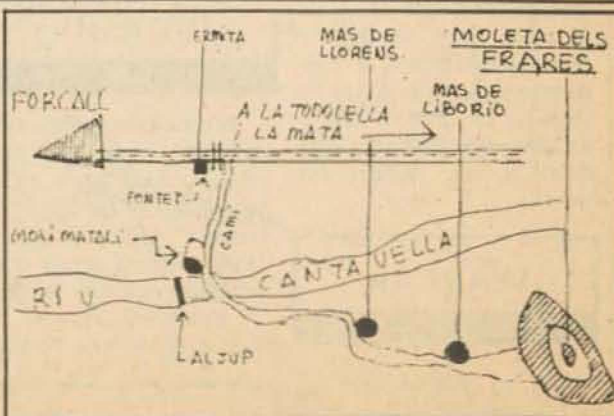 ERMITA
MAS DE
LLORENS
MOLETA DELS
FRARES
MAS DE
LIBORIO
FORCALL
A LA TODOLELLA
i LA MATA
PONTET
CAMÍ
MOLÍ MATALÍ
RIU
CANTAVELLA
ALJUP